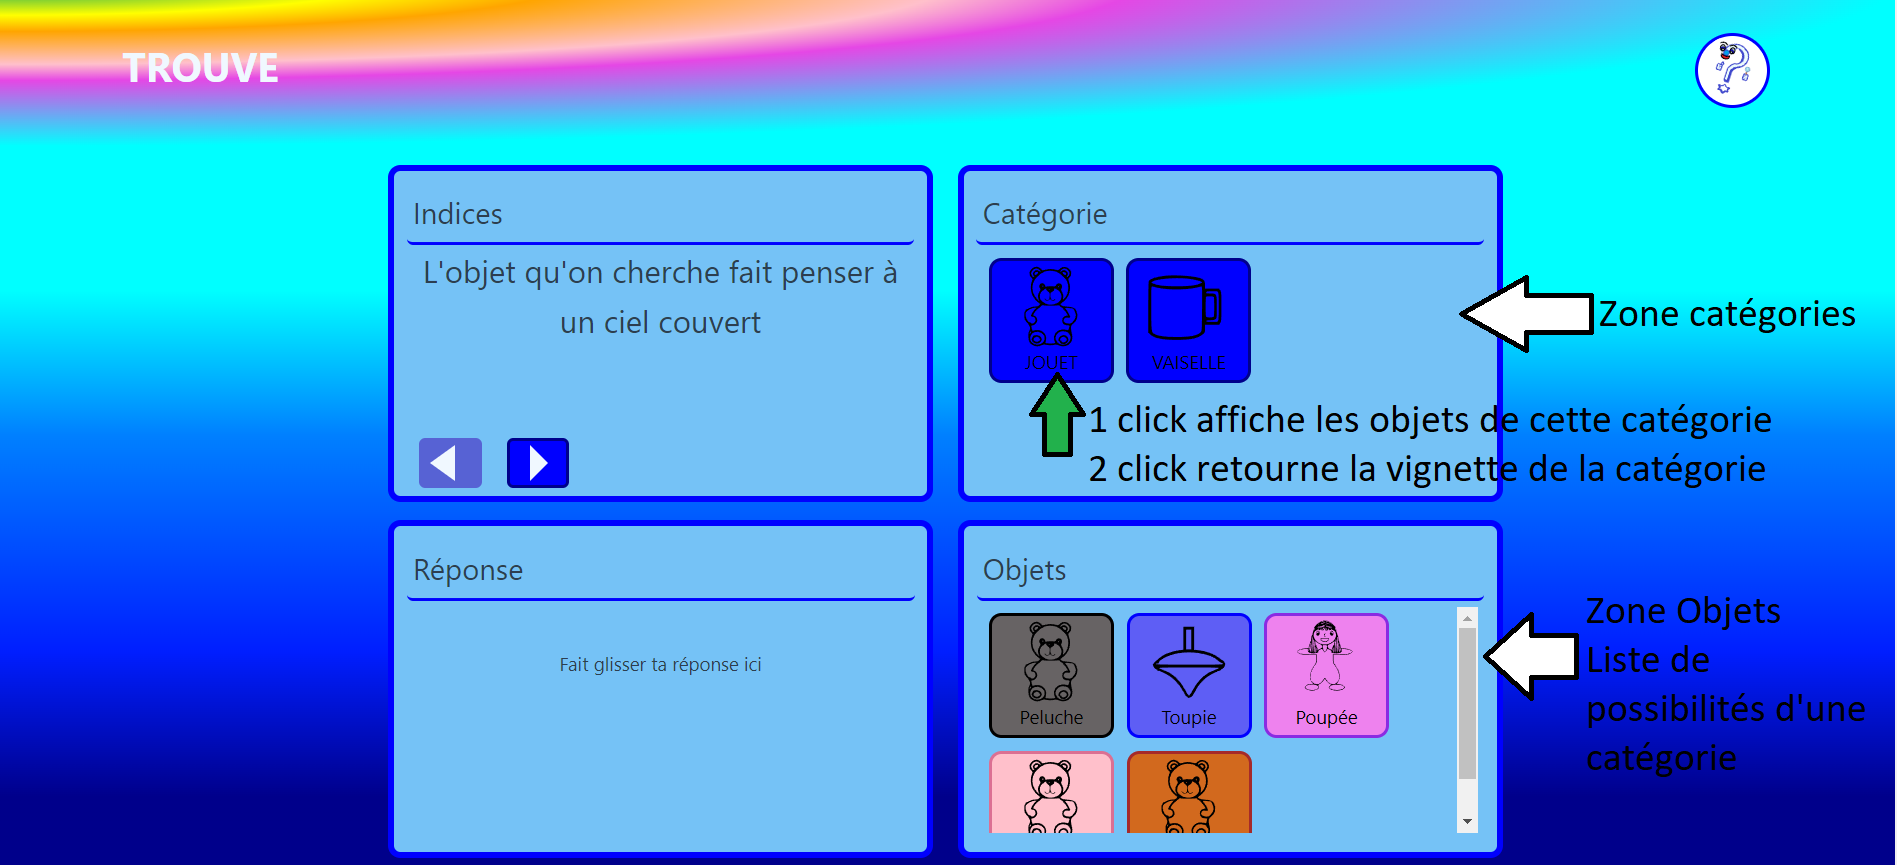 TROUVE
Indices
L'objet qu'on cherche fait penser à
un ciel couvert
Catégorie
JOUET
VAISELLE
Zone catégories
1 click affiche les objets de cette catégorie
2 click retourne la vignette de la catégorie
Réponse
Fait glisser ta réponse ici
Objets
Peluche
Toupie
Poupée
Zone Objets
Liste de
possibilités d'une
catégorie